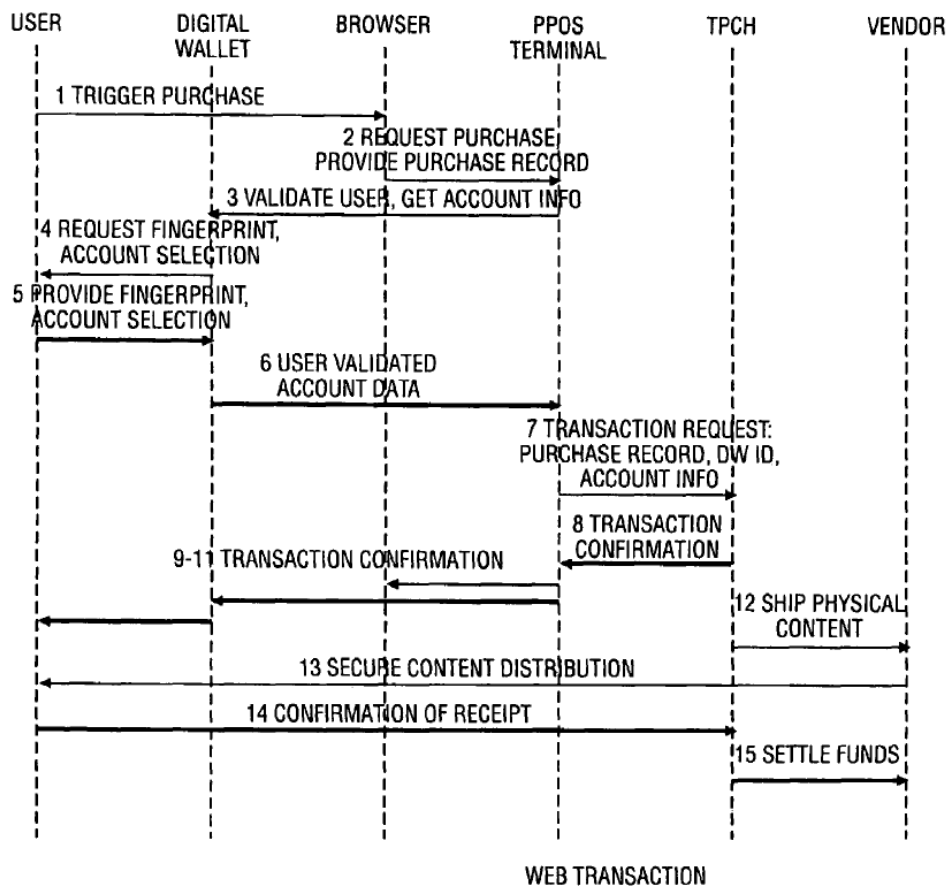 USER
DIGITAL
WALLET
BROWSER
PPOS
TERMINAL
TPCH
VENDOR
1 TRIGGER PURCHASE
2 REQUEST PURCHASE,
PROVIDE PURCHASE RECORD
3 VALIDATE USER, GET ACCOUNT INFO
4 REQUEST FINGERPRINT,
ACCOUNT SELECTION
5 PROVIDE FINGERPRINT,
ACCOUNT SELECTION
6 USER VALIDATED
ACCOUNT DATA
7 TRANSACTION REQUEST:
PURCHASE RECORD, DW ID,
ACCOUNT INFO
8 TRANSACTION
CONFIRMATION
9-11 TRANSACTION CONFIRMATION
12 SHIP PHYSICAL
CONTENT
13 SECURE CONTENT DISTRIBUTION
14 CONFIRMATION OF RECEIPT
15 SETTLE FUNDS
WEB TRANSACTION